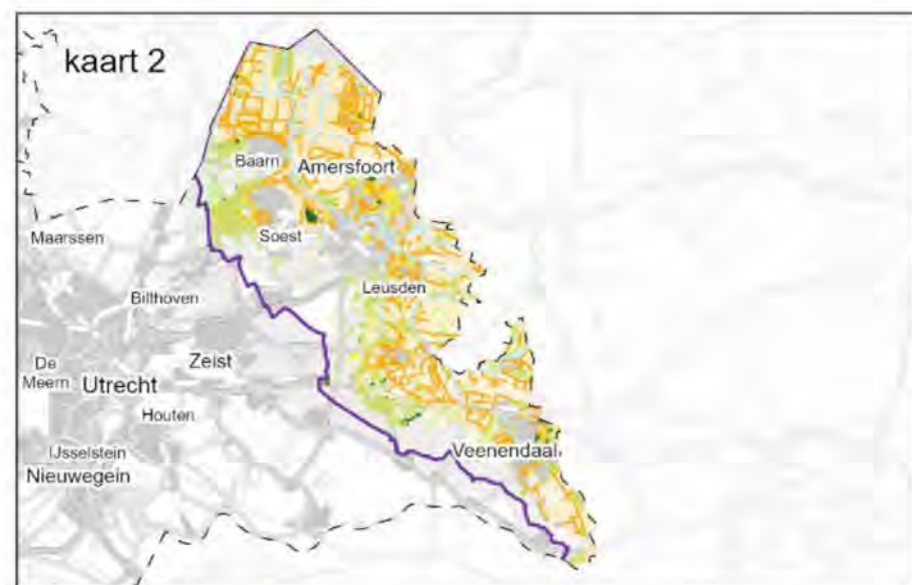 kaart 2
Baarn
Amersfoort
Soest
Maarssen
Leusden
Bilthoven
Zeist
De
Meern
Utrecht
Houten
IJsselstein
Nieuwegein
Veenendaal